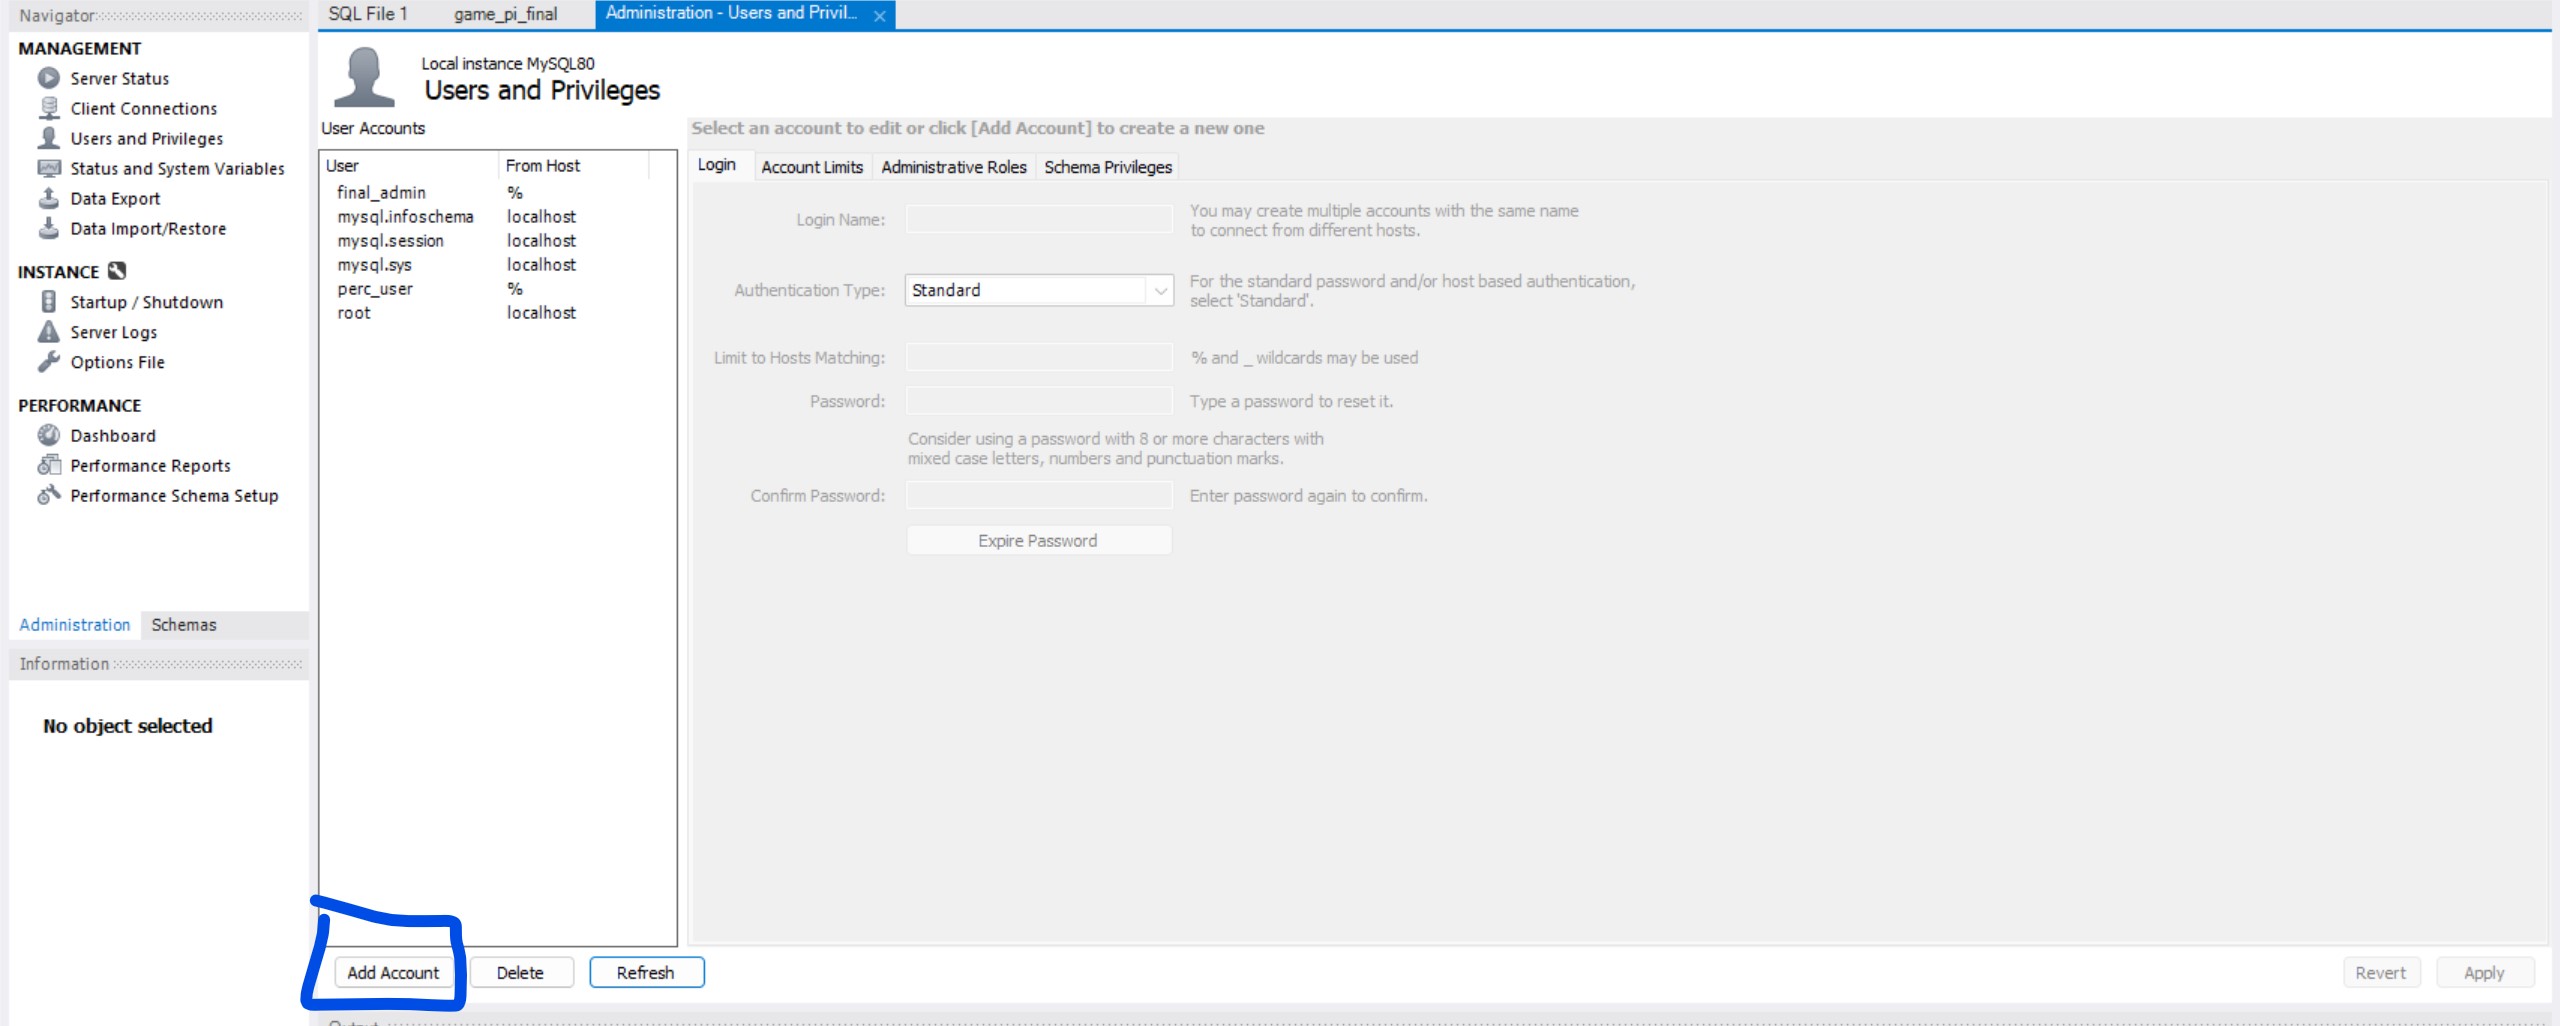 Navigator
MANAGEMENT
Server Status
Client Connections
Users and Privileges
Status and System Variables
Data Export
Data Import/Restore
INSTANCE
Startup / Shutdown
Server Logs
Options File
PERFORMANCE
Dashboard
Performance Reports
Performance Schema Setup
Administration Schemas
Information
No object selected
SQL File 1 game_pi_final Administration - Users and Privil...
Local instance MySQL80
Users and Privileges
User Accounts
User From Host
final_admin %
mysql.infoschema localhost
mysql.session localhost
mysql.sys localhost
perc_user %
root localhost
Add Account Delete Refresh
Select an account to edit or click [Add Account] to create a new one
Login Account Limits Administrative Roles Schema Privileges
Login Name: You may create multiple accounts with the same name
to connect from different hosts.
Authentication Type: Standard For the standard password and/or host based authentication,
select 'Standard'.
Limit to Hosts Matching: % and _ wildcards may be used
Password: Type a password to reset it.
Consider using a password with 8 or more characters with
mixed case letters, numbers and punctuation marks.
Confirm Password: Enter password again to confirm.
Expire Password
Revert Apply
Output